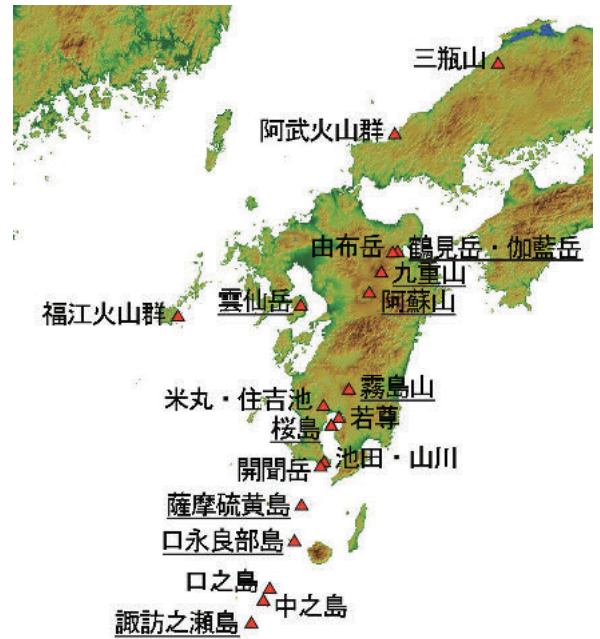 三瓶山
阿武火山群
由布岳
鶴見岳・伽藍岳
九重山
阿蘇山
雲仙岳
福江火山群
霧島山
米丸・住吉池
若尊
桜島
池田・山川
開聞岳
薩摩硫黄島
口永良部島
口之島
中之島
諏訪之瀬島